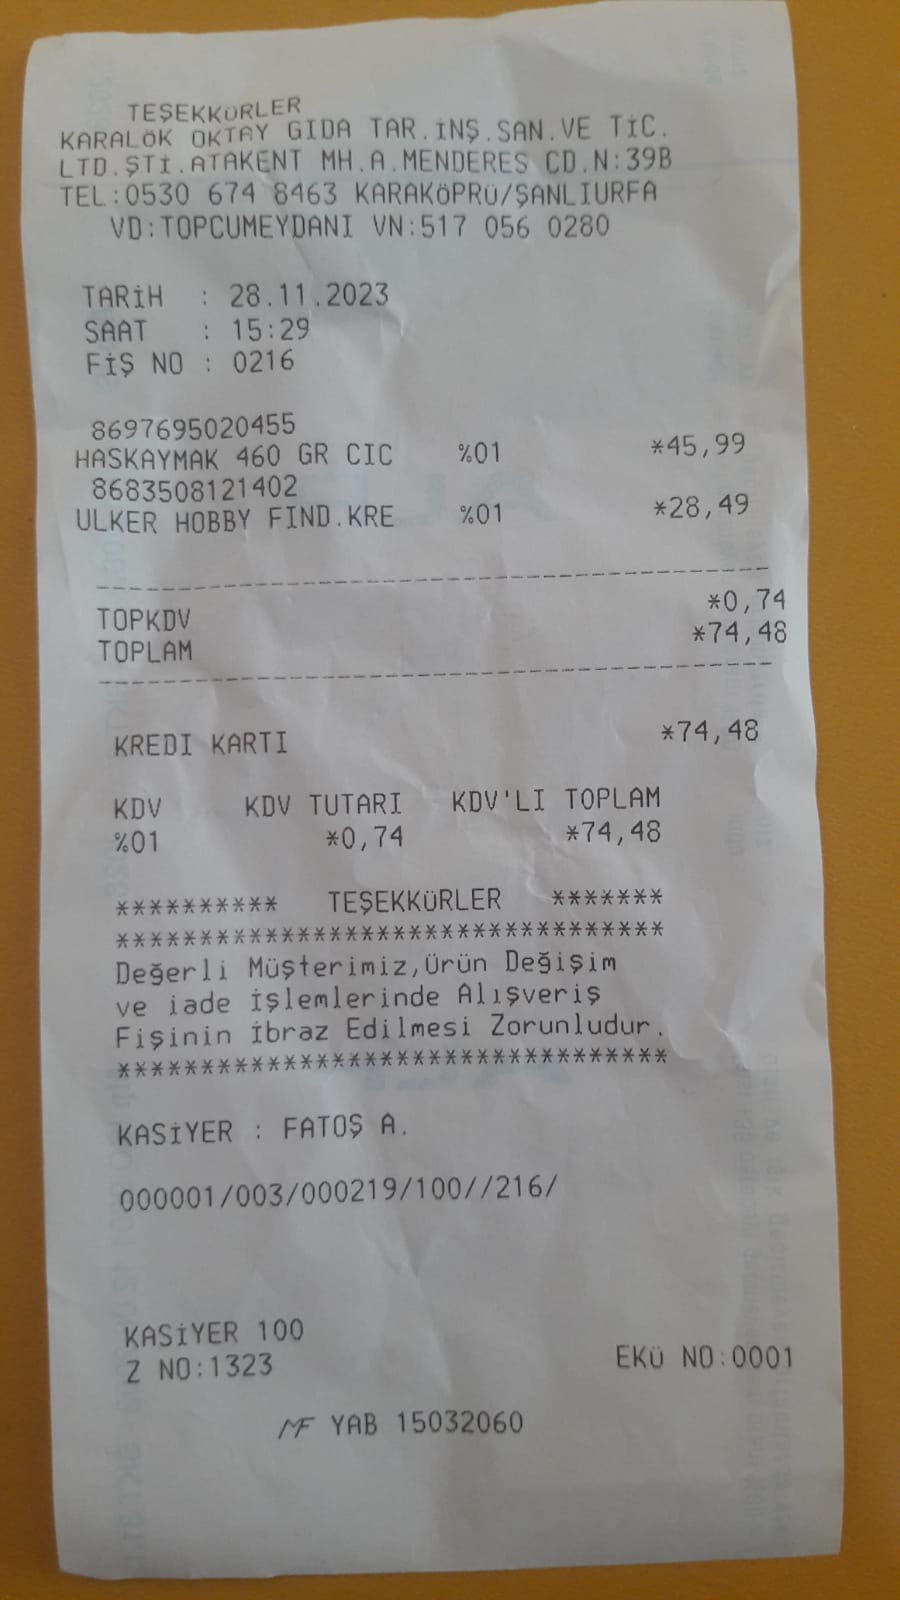 TEŞEKKÜRLER
KARALÖK OKTAY GIDA TAR.İNŞ.SAN.VE TİC.
LTD.ŞTİ.ATAKENT MH.A.MENDERES CD.N:39B
TEL:0530 674 8463 KARAKÖPRÜ/ŞANLIURFA
VD:TOPCUMEYDANI VN:517 056 0280
TARİH : 28.11.2023
SAAT : 15:29
FİŞ NO : 0216
8697695020455
HASKAYMAK 460 GR CIC %01 *45,99
8683508121402
ULKER HOBBY FIND.KRE %01 *28,49
------------------------------------------
TOPKDV *0,74
TOPLAM *74,48
------------------------------------------
KREDI KARTI *74,48
KDV KDV TUTARI KDV'LI TOPLAM
%01 *0,74 *74,48
********** TEŞEKKÜRLER *******
**********************************
Değerli Müşterimiz,Ürün Değişim
ve iade İşlemlerinde Alışveriş
Fişinin İbraz Edilmesi Zorunludur.
**********************************
KASİYER : FATOŞ A.
000001/003/000219/100//216/
KASİYER 100
Z NO:1323 EKÜ NO:0001
MF YAB 15032060